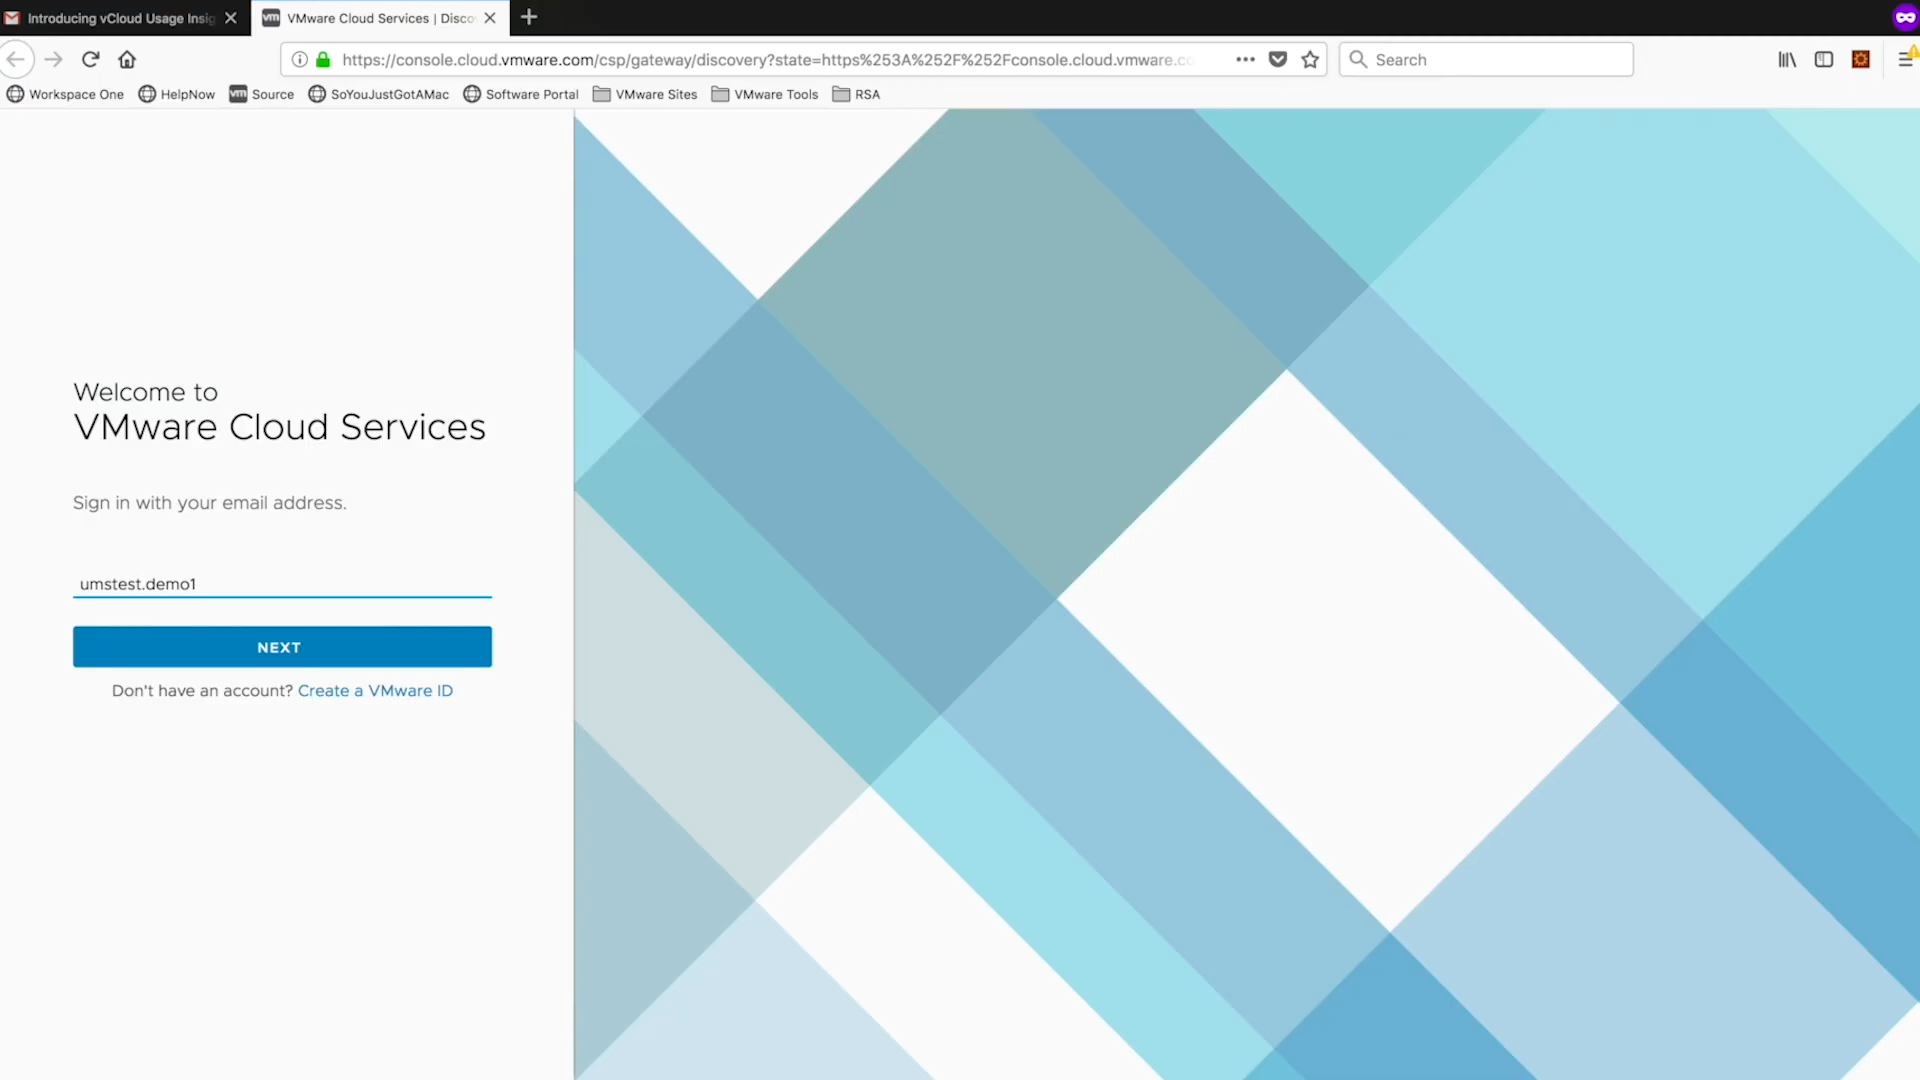 Introducing vCloud Usage Insig
vm VMware Cloud Services | Disco
https://console.cloud.vmware.com/csp/gateway/discovery?state=https%253A%252F%252Fconsole.cloud.vmware.co
Search
Workspace One
HelpNow
vm Source
SoYouJustGotAMac
Software Portal
VMware Sites
VMware Tools
RSA
Welcome to
VMware Cloud Services
Sign in with your email address.
umstest.demo1
NEXT
Don't have an account? Create a VMware ID